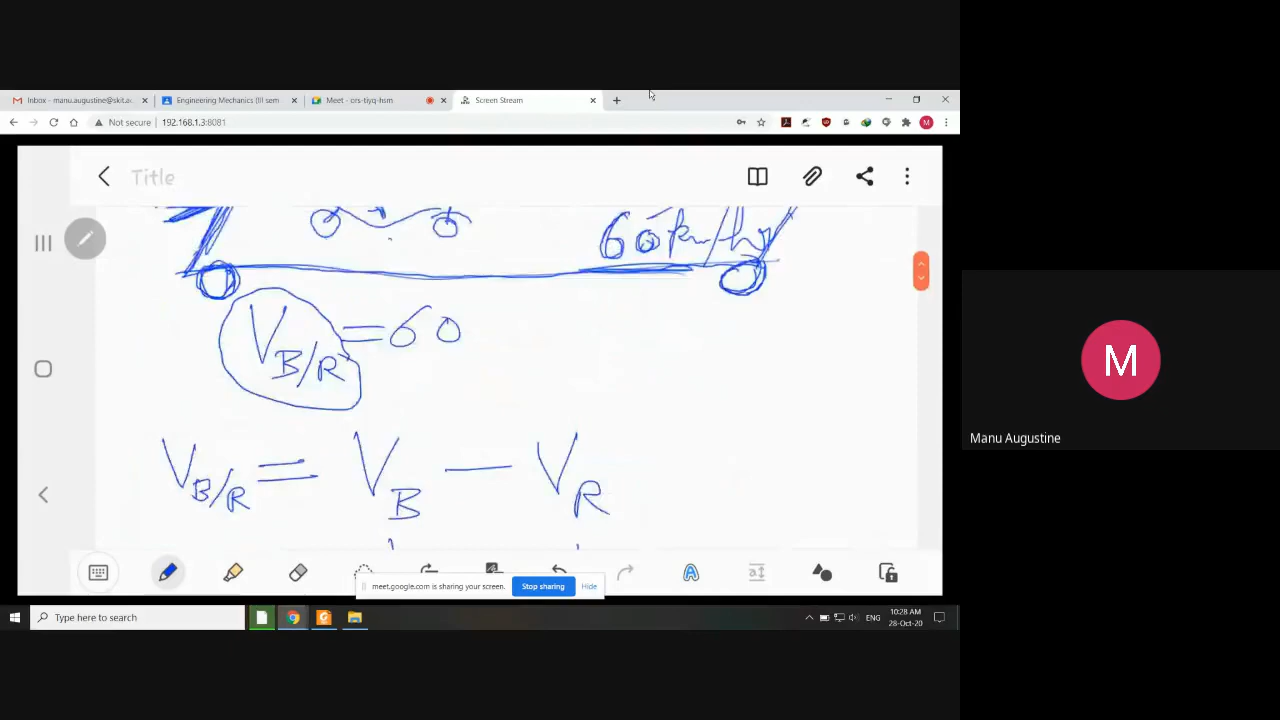 Inbox - manu.augustine@skit.a...
Engineering Mechanics (III sem
Meet - ors-tiyq-hsm
Screen Stream
Not secure
192.168.1.3:8081
M
Title
60 km/hr
V B/R = 60
V B/R = V B — V R
M
Manu Augustine
meet.google.com is sharing your screen.
Stop sharing
Hide
Type here to search
ENG
10:28 AM
28-Oct-20